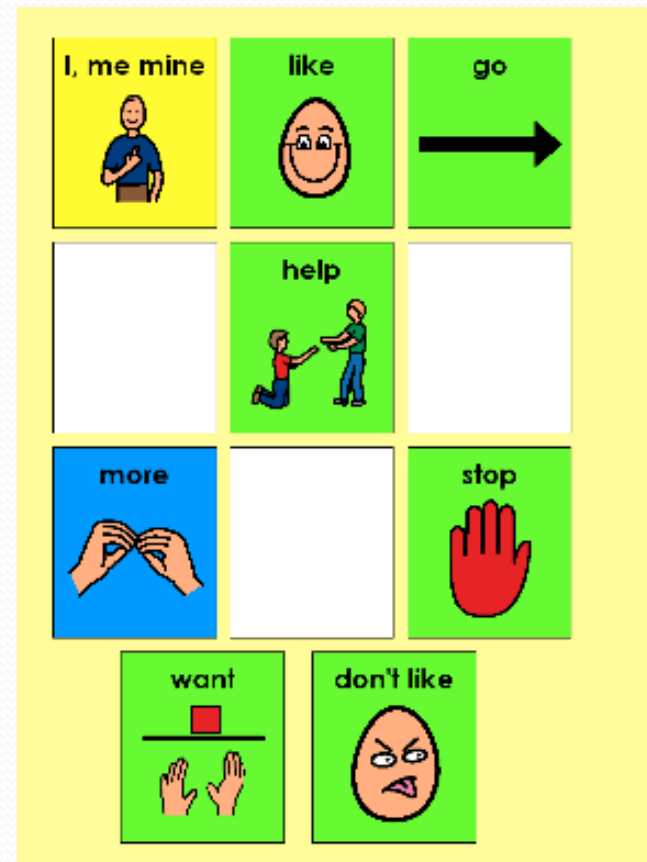 I, me mine
like
go
help
more
stop
want
don't like